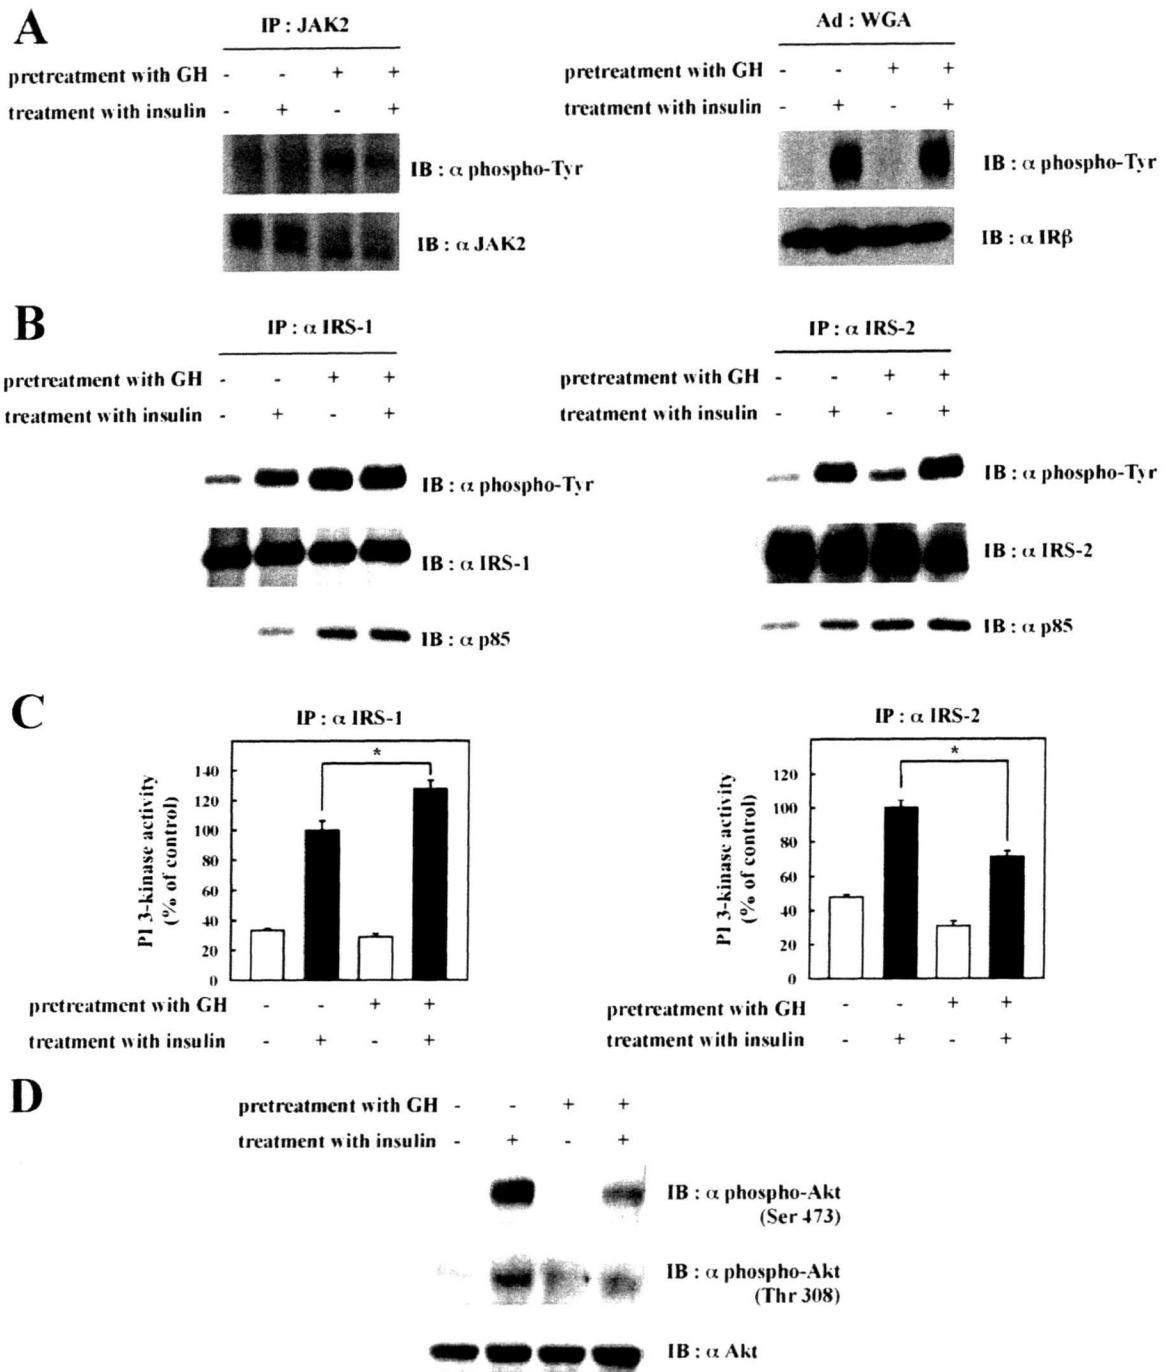 A
IP : JAK2
pretreatment with GH - - + +
treatment with insulin - + - +
IB : α phospho-Tyr
IB : α JAK2
Ad : WGA
pretreatment with GH - - + +
treatment with insulin - + - +
IB : α phospho-Tyr
IB : α IRβ
B
IP : α IRS-1
pretreatment with GH - - + +
treatment with insulin - + - +
IB : α phospho-Tyr
IB : α IRS-1
IB : α p85
IP : α IRS-2
pretreatment with GH - - + +
treatment with insulin - + - +
IB : α phospho-Tyr
IB : α IRS-2
IB : α p85
C
IP : α IRS-1
PI 3-kinase activity
(% of control)
140
120
100
80
60
40
20
0
*
pretreatment with GH - - + +
treatment with insulin - + - +
IP : α IRS-2
PI 3-kinase activity
(% of control)
120
100
80
60
40
20
0
*
pretreatment with GH - - + +
treatment with insulin - + - +
D
pretreatment with GH - - + +
treatment with insulin - + - +
IB : α phospho-Akt
(Ser 473)
IB : α phospho-Akt
(Thr 308)
IB : α Akt